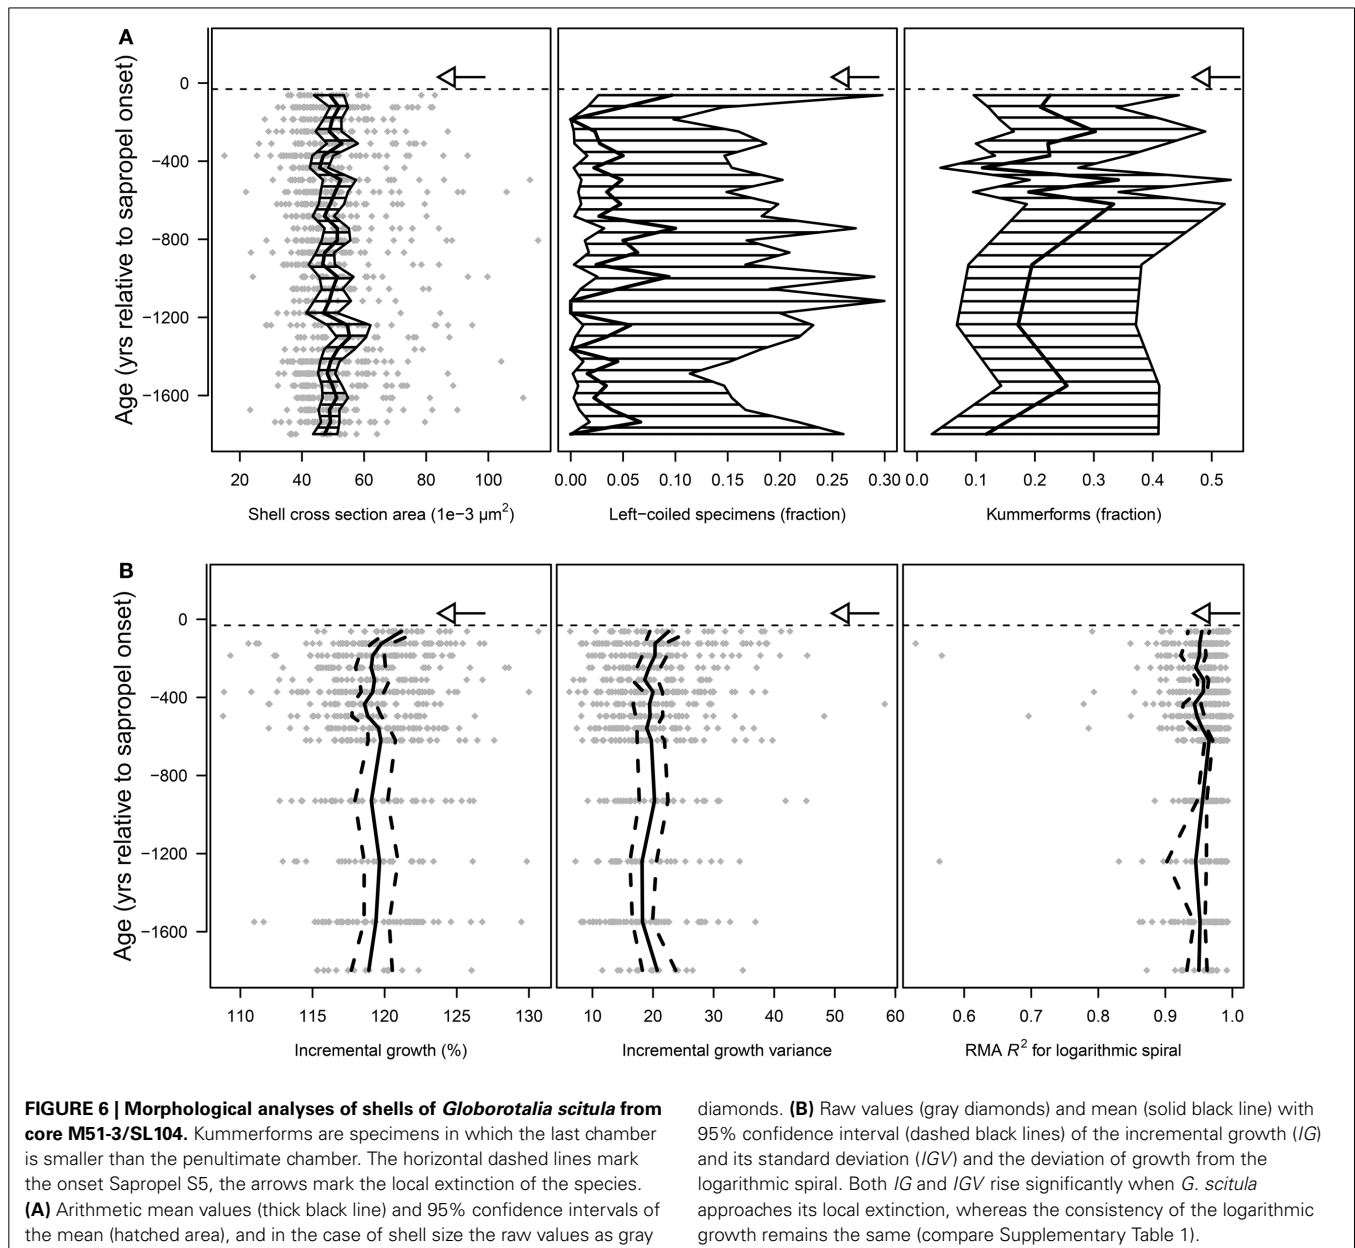 A
Age (yrs relative to sapropel onset)
0
−400
−800
−1200
−1600
20 40 60 80 100
0.00 0.05 0.10 0.15 0.20 0.25 0.30
0.0 0.1 0.2 0.3 0.4 0.5
Shell cross section area (1e−3 µm²)
Left−coiled specimens (fraction)
Kummerforms (fraction)
B
Age (yrs relative to sapropel onset)
0
−400
−800
−1200
−1600
110 115 120 125 130
10 20 30 40 50 60
0.6 0.7 0.8 0.9 1.0
Incremental growth (%)
Incremental growth variance
RMA R² for logarithmic spiral
FIGURE 6 | Morphological analyses of shells of Globorotalia scitula from
core M51-3/SL104. Kummerforms are specimens in which the last chamber
is smaller than the penultimate chamber. The horizontal dashed lines mark
the onset Sapropel S5, the arrows mark the local extinction of the species.
(A) Arithmetic mean values (thick black line) and 95% confidence intervals of
the mean (hatched area), and in the case of shell size the raw values as gray
diamonds. (B) Raw values (gray diamonds) and mean (solid black line) with
95% confidence interval (dashed black lines) of the incremental growth (IG)
and its standard deviation (IGV) and the deviation of growth from the
logarithmic spiral. Both IG and IGV rise significantly when G. scitula
approaches its local extinction, whereas the consistency of the logarithmic
growth remains the same (compare Supplementary Table 1).